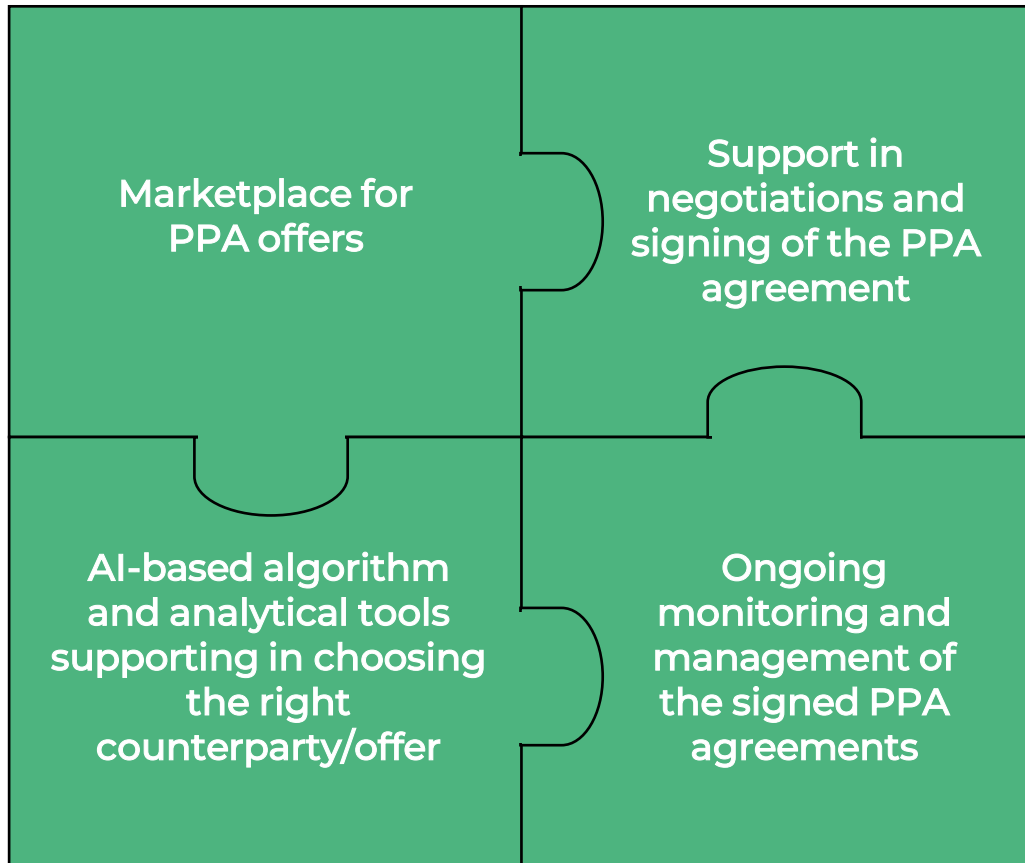 Marketplace for
PPA offers
Support in
negotiations and
signing of the PPA
agreement
AI-based algorithm
and analytical tools
supporting in choosing
the right
counterparty/offer
Ongoing
monitoring and
management of
the signed PPA
agreements